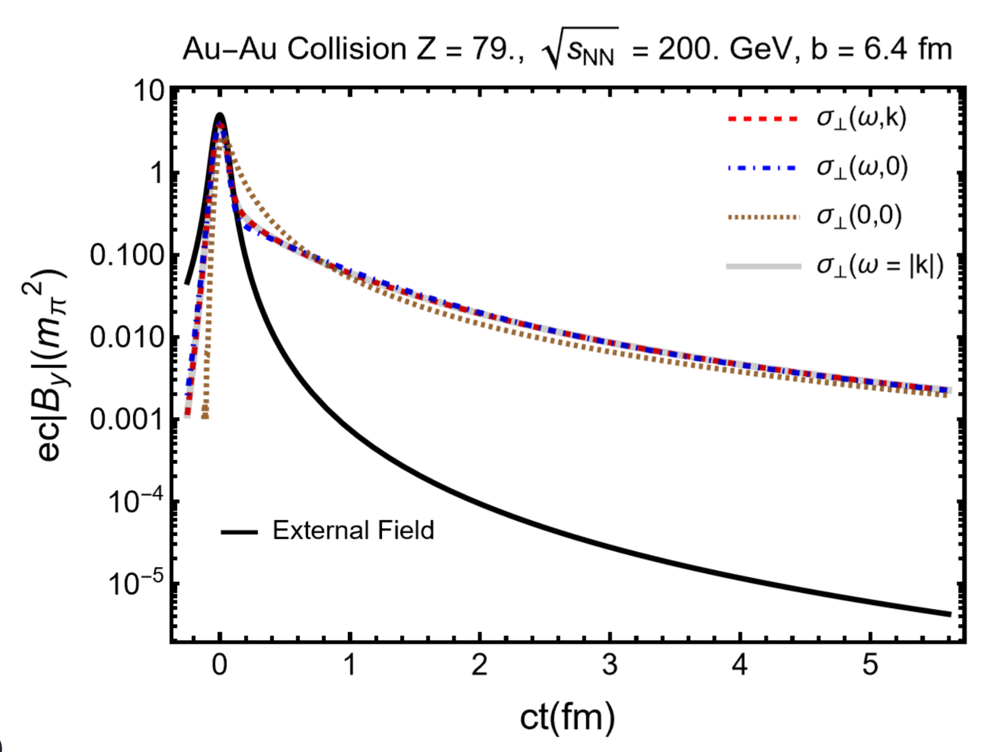 Au–Au Collision Z = 79., √sNN = 200. GeV, b = 6.4 fm
10
1
0.100
0.010
0.001
10⁻⁴
10⁻⁵
ec|By|(mπ²)
σ⊥(ω,k)
σ⊥(ω,0)
σ⊥(0,0)
σ⊥(ω = |k|)
External Field
0 1 2 3 4 5
ct(fm)